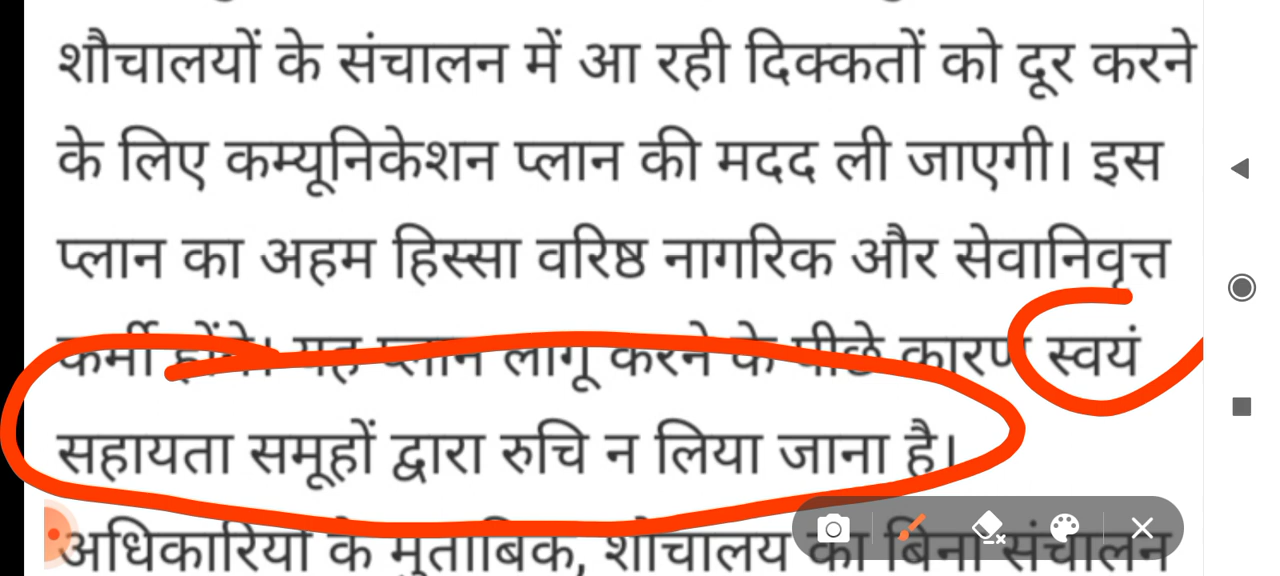 शौचालयों के संचालन में आ रही दिक्कतों को दूर करने
के लिए कम्यूनिकेशन प्लान की मदद ली जाएगी। इस
प्लान का अहम हिस्सा वरिष्ठ नागरिक और सेवानिवृत्त
कर्मी होंगे। यह प्लान लागू करने के पीछे कारण स्वयं
सहायता समूहों द्वारा रुचि न लिया जाना है।
अधिकारियों के मुताबिक, शौचालय का बिना संचालन